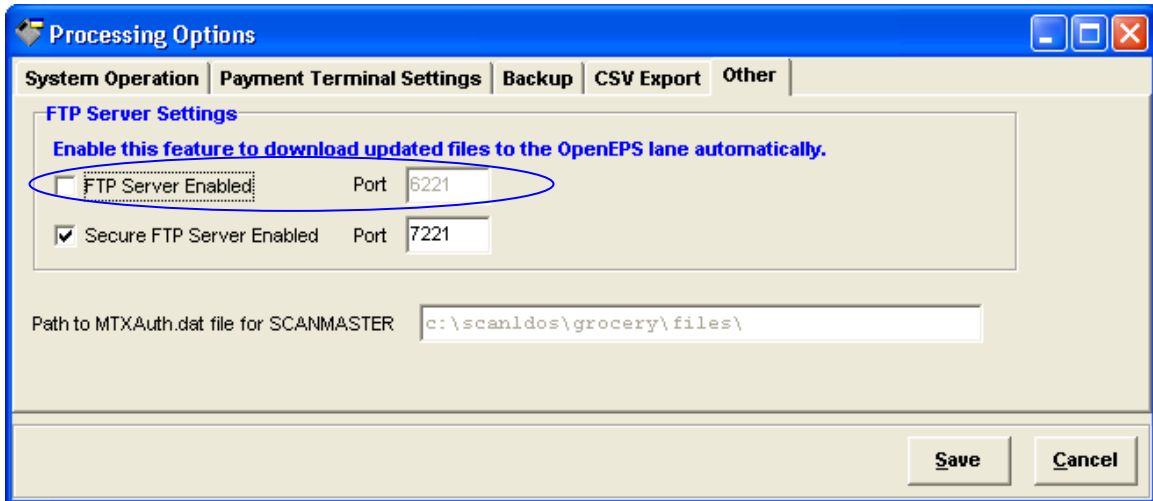 Processing Options
System Operation Payment Terminal Settings Backup CSV Export Other
FTP Server Settings
Enable this feature to download updated files to the OpenEPS lane automatically.
FTP Server Enabled Port 6221
Secure FTP Server Enabled Port 7221
Path to MTXAuth.dat file for SCANMASTER c:\scanldos\grocery\files\
Save Cancel